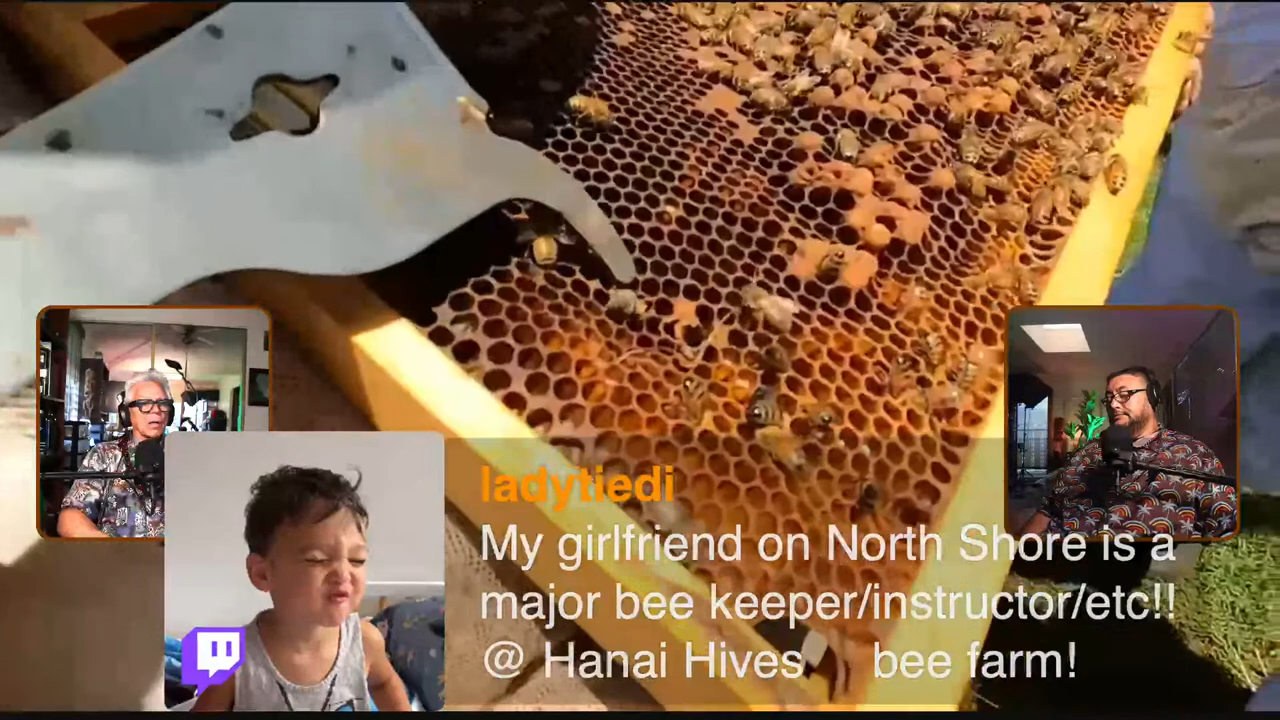 ladytiedi
My girlfriend on North Shore is a
major bee keeper/instructor/etc!!
@ Hanai Hives bee farm!